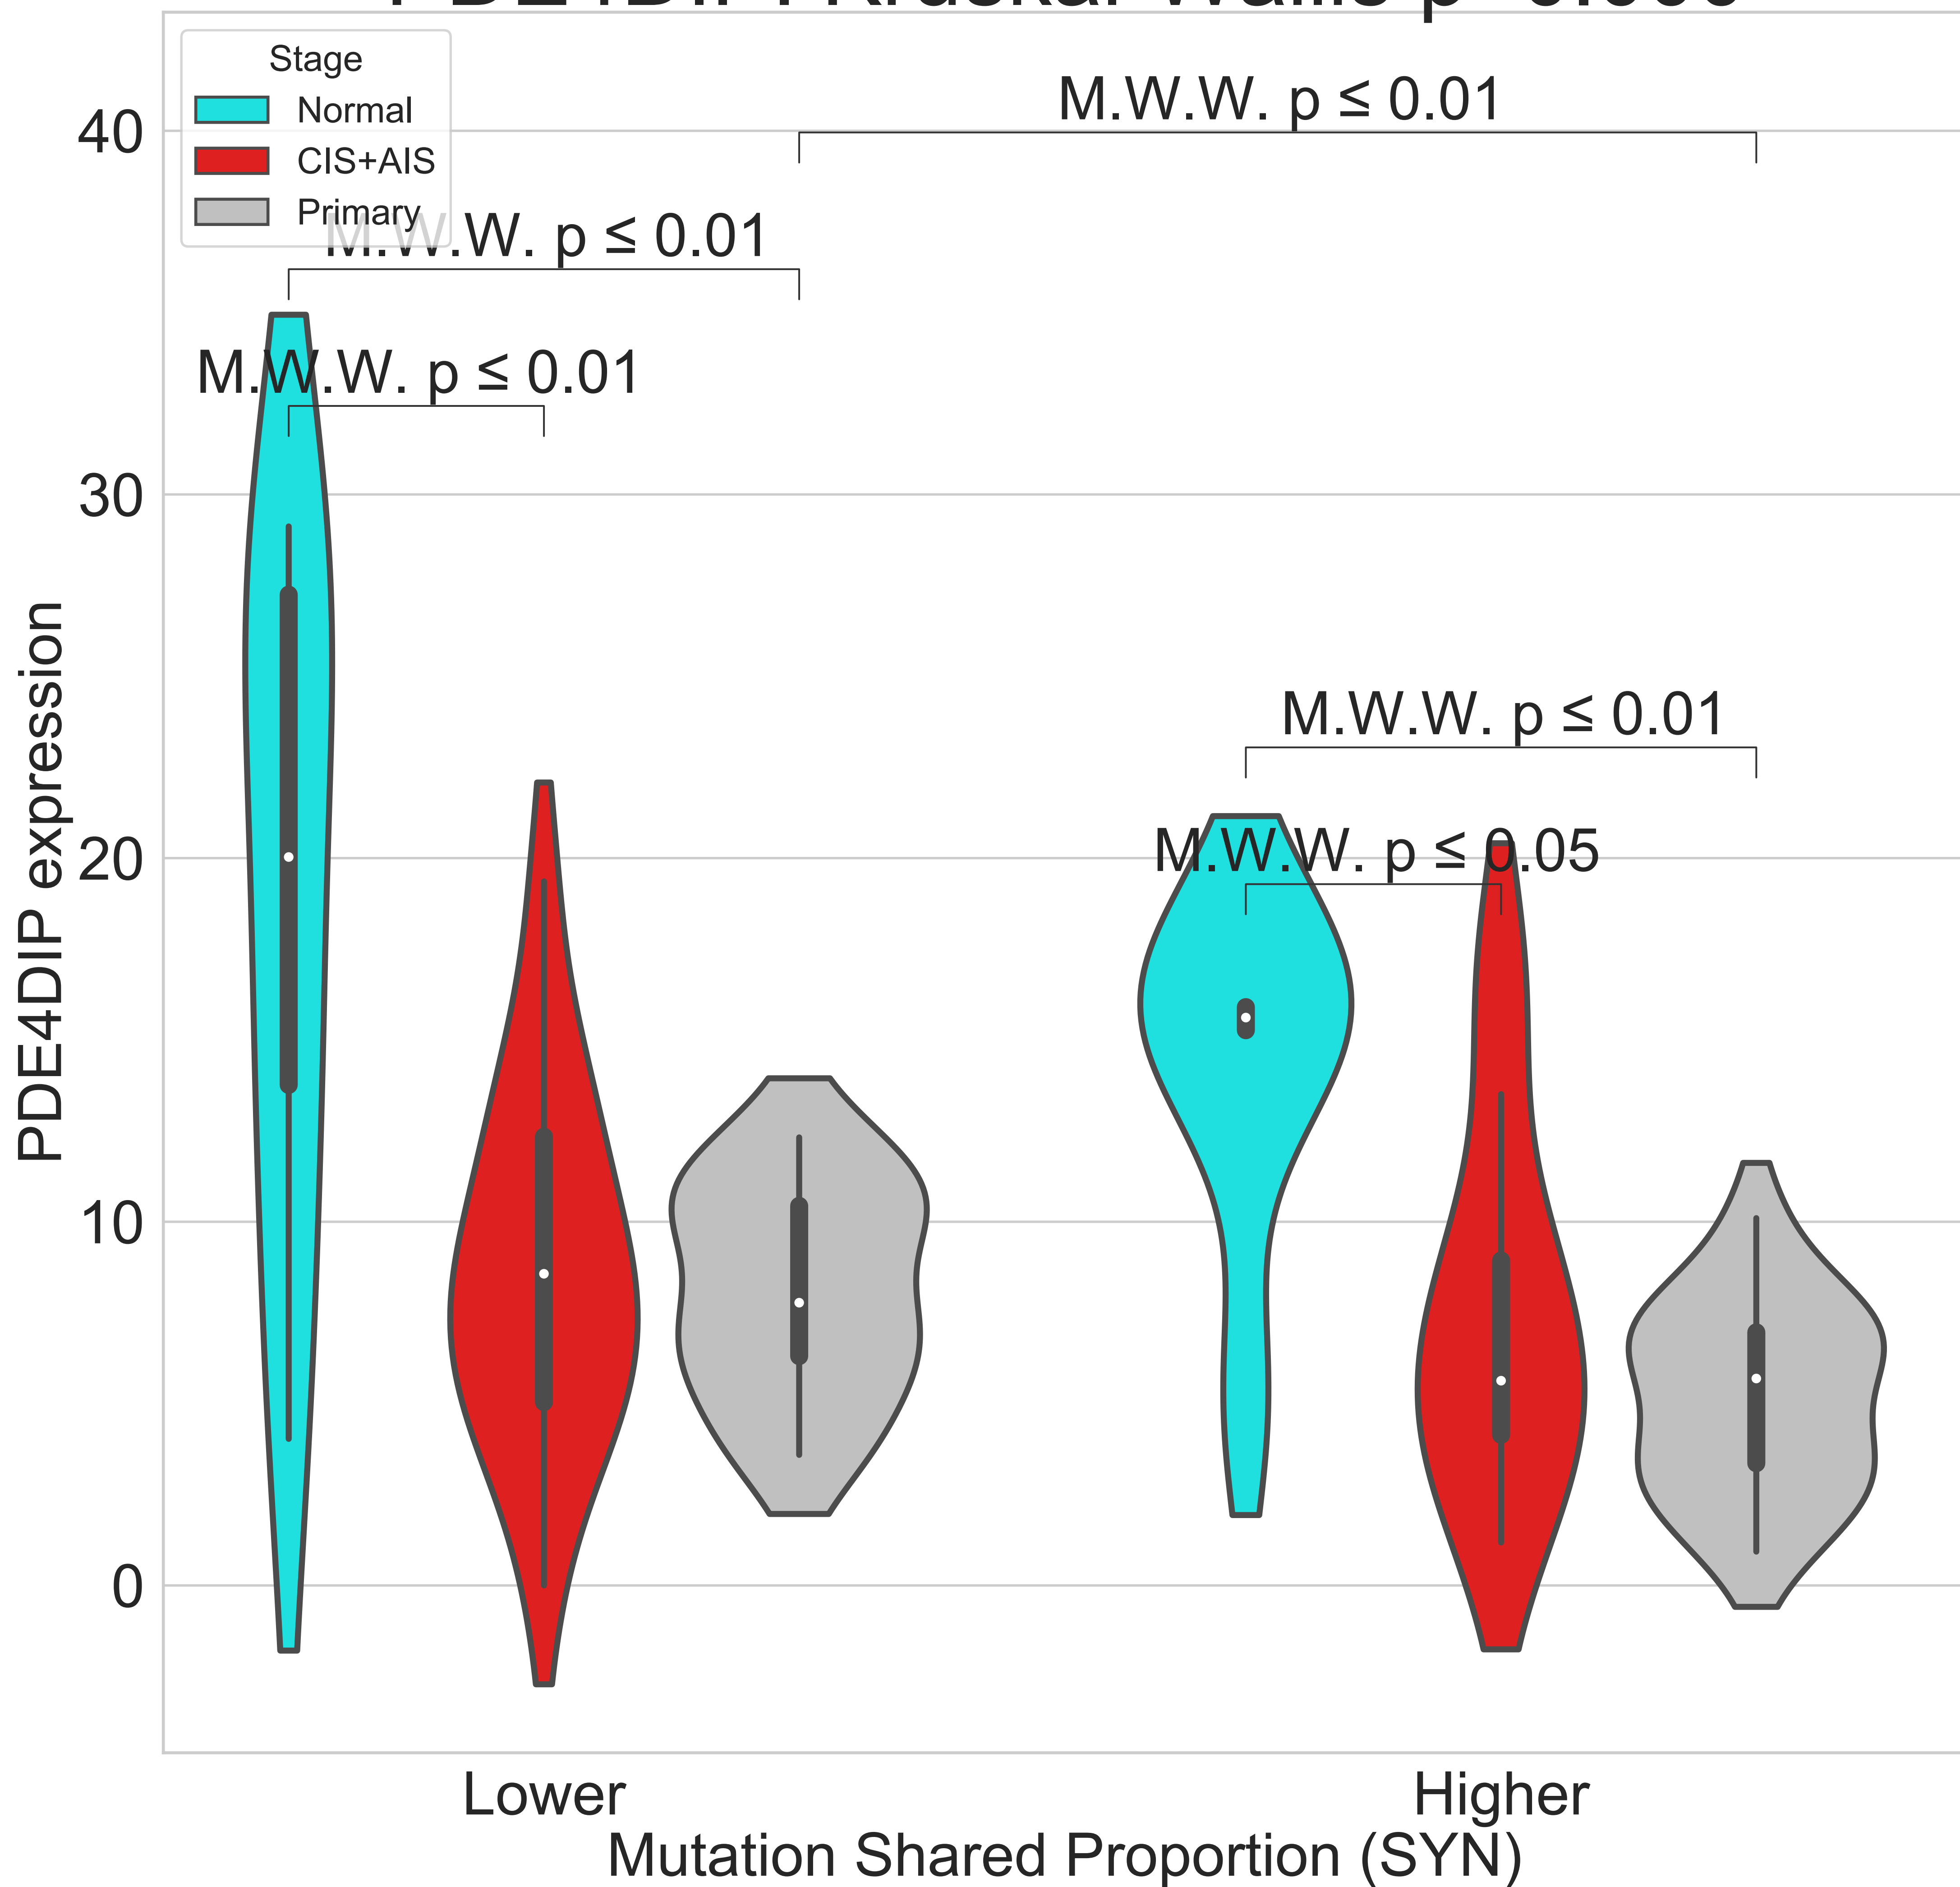 Stage
Normal
CIS+AIS
Primary
M.W.W. p ≤ 0.01
M.W.W. p ≤ 0.01
M.W.W. p ≤ 0.01
M.W.W. p ≤ 0.01
M.W.W. p ≤ 0.05
40
30
20
10
0
PDE4DIP expression
Lower
Higher
Mutation Shared Proportion (SYN)